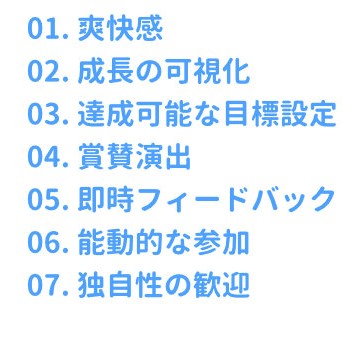 01. 爽快感
02. 成長の可視化
03. 達成可能な目標設定
04. 賞賛演出
05. 即時フィードバック
06. 能動的な参加
07. 独自性の歓迎